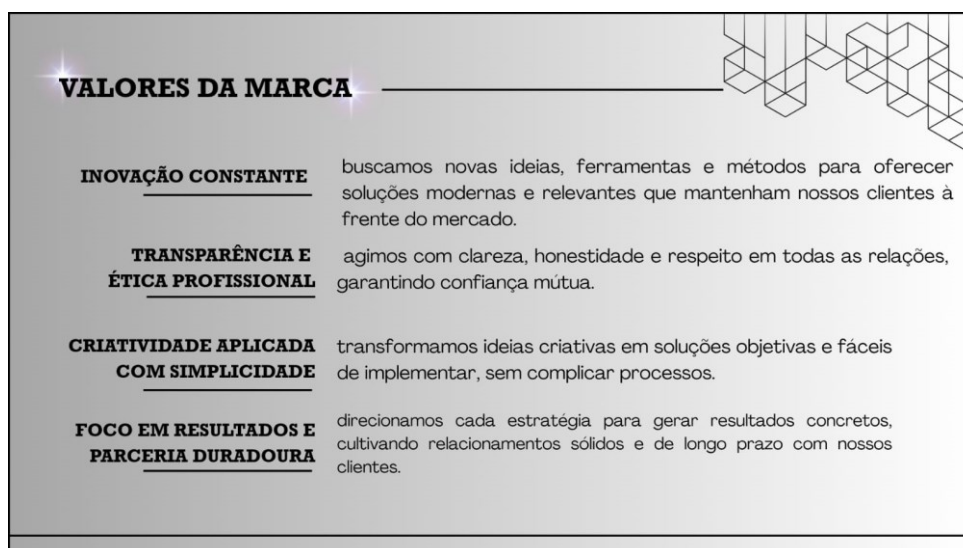 VALORES DA MARCA
INOVAÇÃO CONSTANTE
buscamos novas ideias, ferramentas e métodos para oferecer
soluções modernas e relevantes que mantenham nossos clientes à
frente do mercado.
TRANSPARÊNCIA E
ÉTICA PROFISSIONAL
agimos com clareza, honestidade e respeito em todas as relações,
garantindo confiança mútua.
CRIATIVIDADE APLICADA
COM SIMPLICIDADE
transformamos ideias criativas em soluções objetivas e fáceis
de implementar, sem complicar processos.
FOCO EM RESULTADOS E
PARCERIA DURADOURA
direcionamos cada estratégia para gerar resultados concretos,
cultivando relacionamentos sólidos e de longo prazo com nossos
clientes.